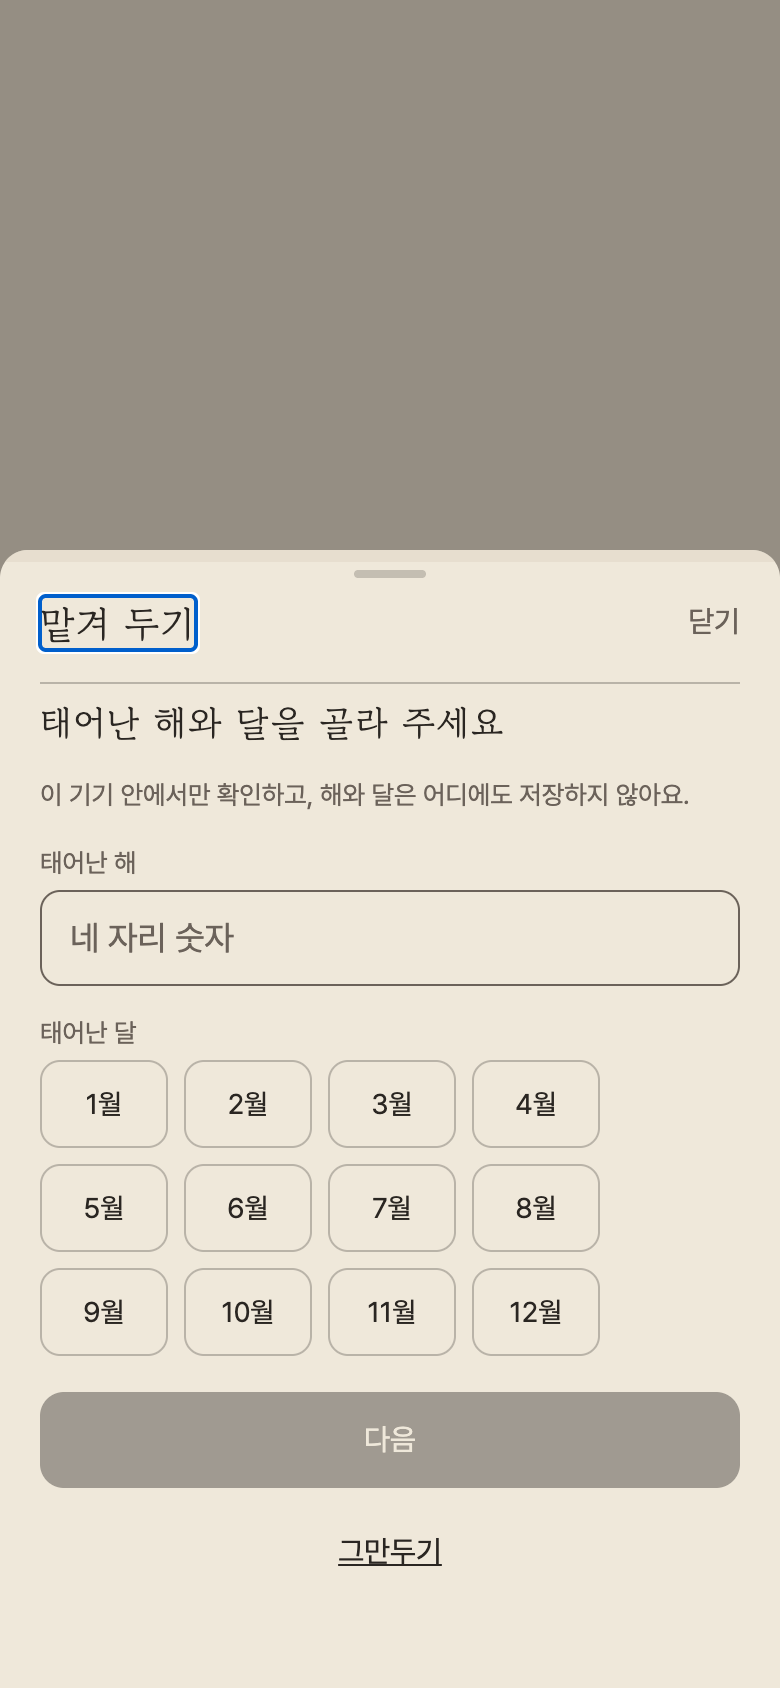 맡겨 두기
닫기
태어난 해와 달을 골라 주세요
이 기기 안에서만 확인하고, 해와 달은 어디에도 저장하지 않아요.
태어난 해
네 자리 숫자
태어난 달
1월 2월 3월 4월
5월 6월 7월 8월
9월 10월 11월 12월
다음
그만두기